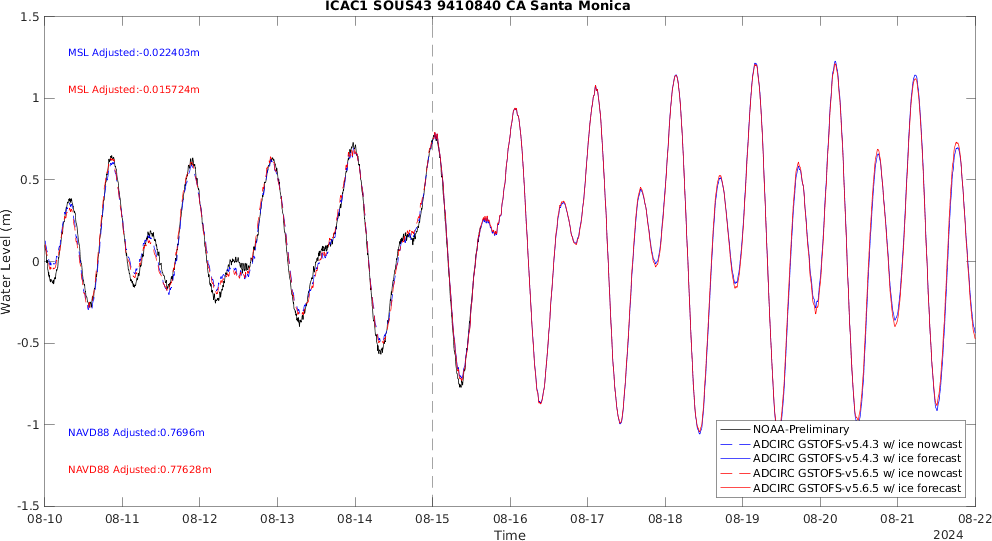 ICAC1 SOUS43 9410840 CA Santa Monica
1.5
MSL Adjusted:-0.022403m
MSL Adjusted:-0.015724m
1
0.5
Water Level (m)
0
-0.5
-1
NAVD88 Adjusted:0.7696m
NAVD88 Adjusted:0.77628m
NOAA-Preliminary
ADCIRC GSTOFS-v5.4.3 w/ ice nowcast
ADCIRC GSTOFS-v5.4.3 w/ ice forecast
ADCIRC GSTOFS-v5.6.5 w/ ice nowcast
ADCIRC GSTOFS-v5.6.5 w/ ice forecast
-1.5
08-10 08-11 08-12 08-13 08-14 08-15 08-16 08-17 08-18 08-19 08-20 08-21 08-22
Time
2024